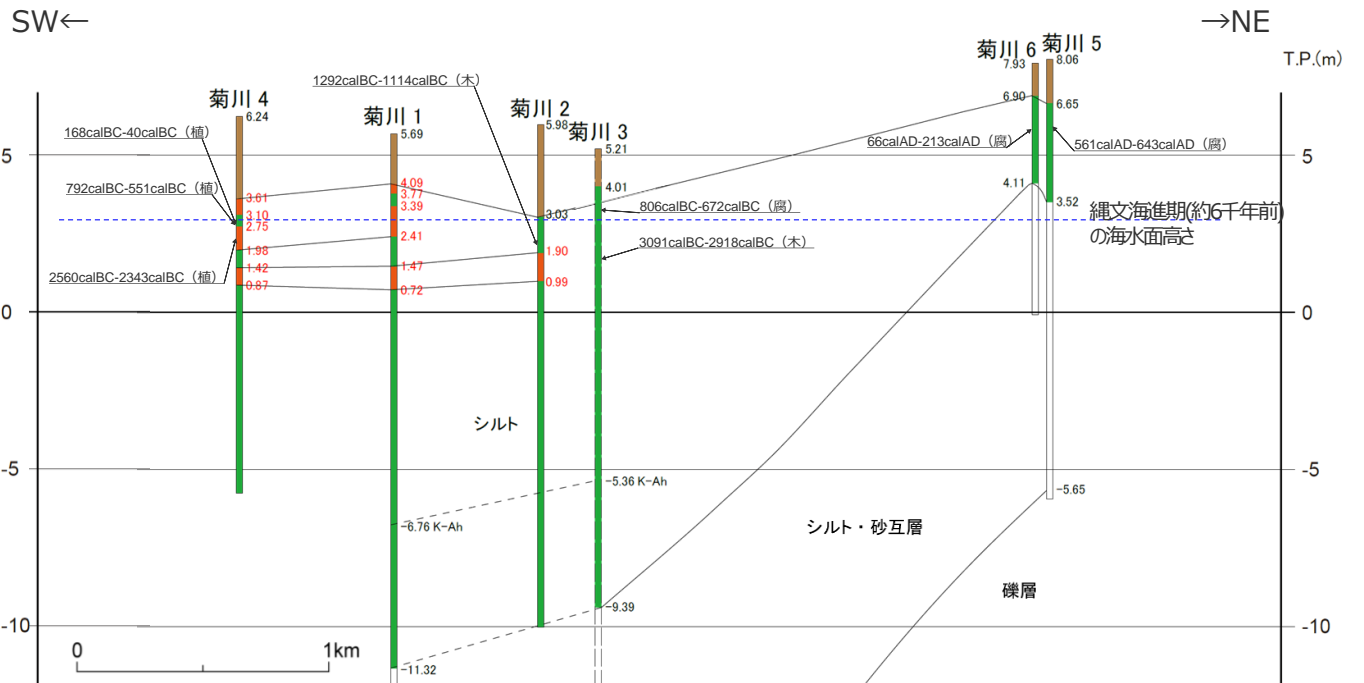 SW←
→NE
T.P.(m)
菊川 4
6.24
168calBC-40calBC（植）
792calBC-551calBC（植）
2560calBC-2343calBC（植）
3.61
3.10
2.75
1.98
1.42
0.87
1292calBC-1114calBC（木）
菊川 1
5.69
4.09
3.77
3.39
2.41
1.47
0.72
-6.76 K-Ah
-11.32
菊川 2
5.98
3.03
1.90
0.99
菊川 3
5.21
4.01
806calBC-672calBC（腐）
3091calBC-2918calBC（木）
-5.36 K-Ah
-9.39
菊川 6
7.93
6.90
66calAD-213calAD（腐）
4.11
菊川 5
8.06
6.65
561calAD-643calAD（腐）
3.52
-5.65
縄文海進期(約6千年前)
の海水面高さ
シルト
シルト・砂互層
礫層
5
0
-5
-10
5
0
-5
-10
0
1km